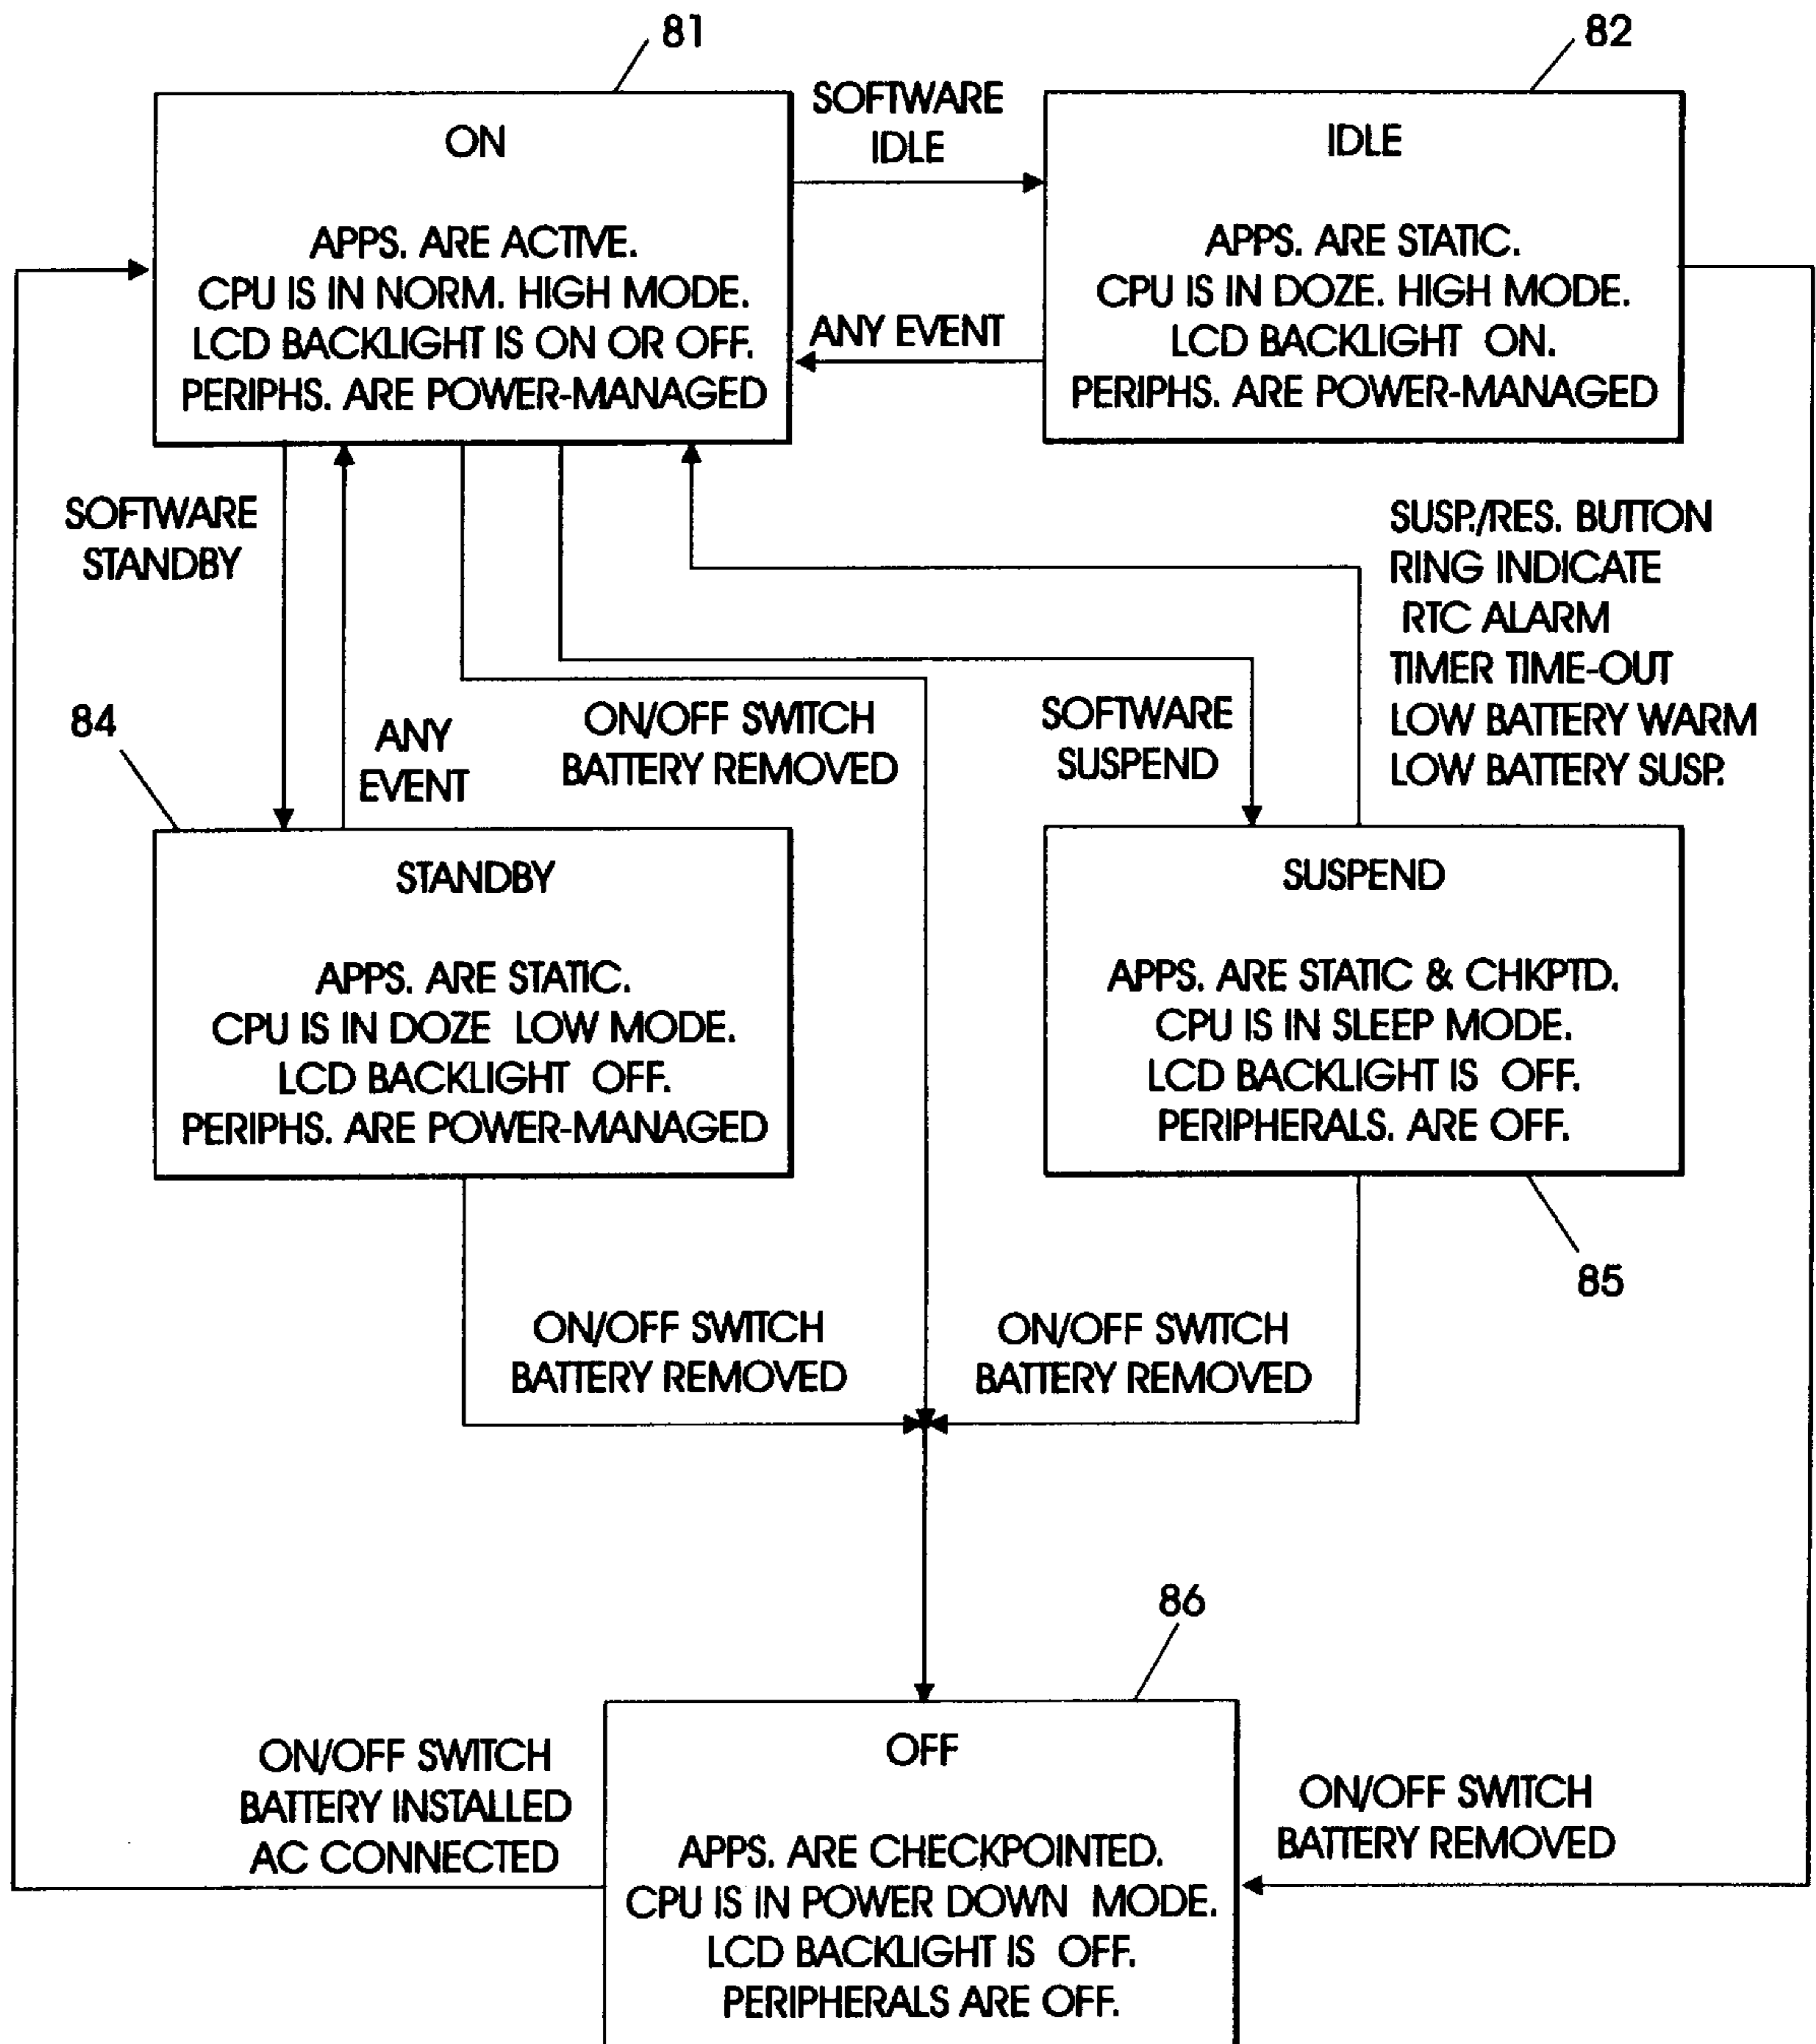 81
82
ON
APPS. ARE ACTIVE.
CPU IS IN NORM. HIGH MODE.
LCD BACKLIGHT IS ON OR OFF.
PERIPHS. ARE POWER-MANAGED
SOFTWARE
IDLE
ANY EVENT
IDLE
APPS. ARE STATIC.
CPU IS IN DOZE. HIGH MODE.
LCD BACKLIGHT ON.
PERIPHS. ARE POWER-MANAGED
SOFTWARE
STANDBY
84
ANY
EVENT
ON/OFF SWITCH
BATTERY REMOVED
SOFTWARE
SUSPEND
SUSP./RES. BUTTON
RING INDICATE
RTC ALARM
TIMER TIME-OUT
LOW BATTERY WARM
LOW BATTERY SUSP.
STANDBY
APPS. ARE STATIC.
CPU IS IN DOZE LOW MODE.
LCD BACKLIGHT OFF.
PERIPHS. ARE POWER-MANAGED
SUSPEND
APPS. ARE STATIC & CHKPTD.
CPU IS IN SLEEP MODE.
LCD BACKLIGHT IS OFF.
PERIPHERALS. ARE OFF.
85
ON/OFF SWITCH
BATTERY REMOVED
ON/OFF SWITCH
BATTERY REMOVED
86
ON/OFF SWITCH
BATTERY INSTALLED
AC CONNECTED
OFF
APPS. ARE CHECKPOINTED.
CPU IS IN POWER DOWN MODE.
LCD BACKLIGHT IS OFF.
PERIPHERALS ARE OFF.
ON/OFF SWITCH
BATTERY REMOVED